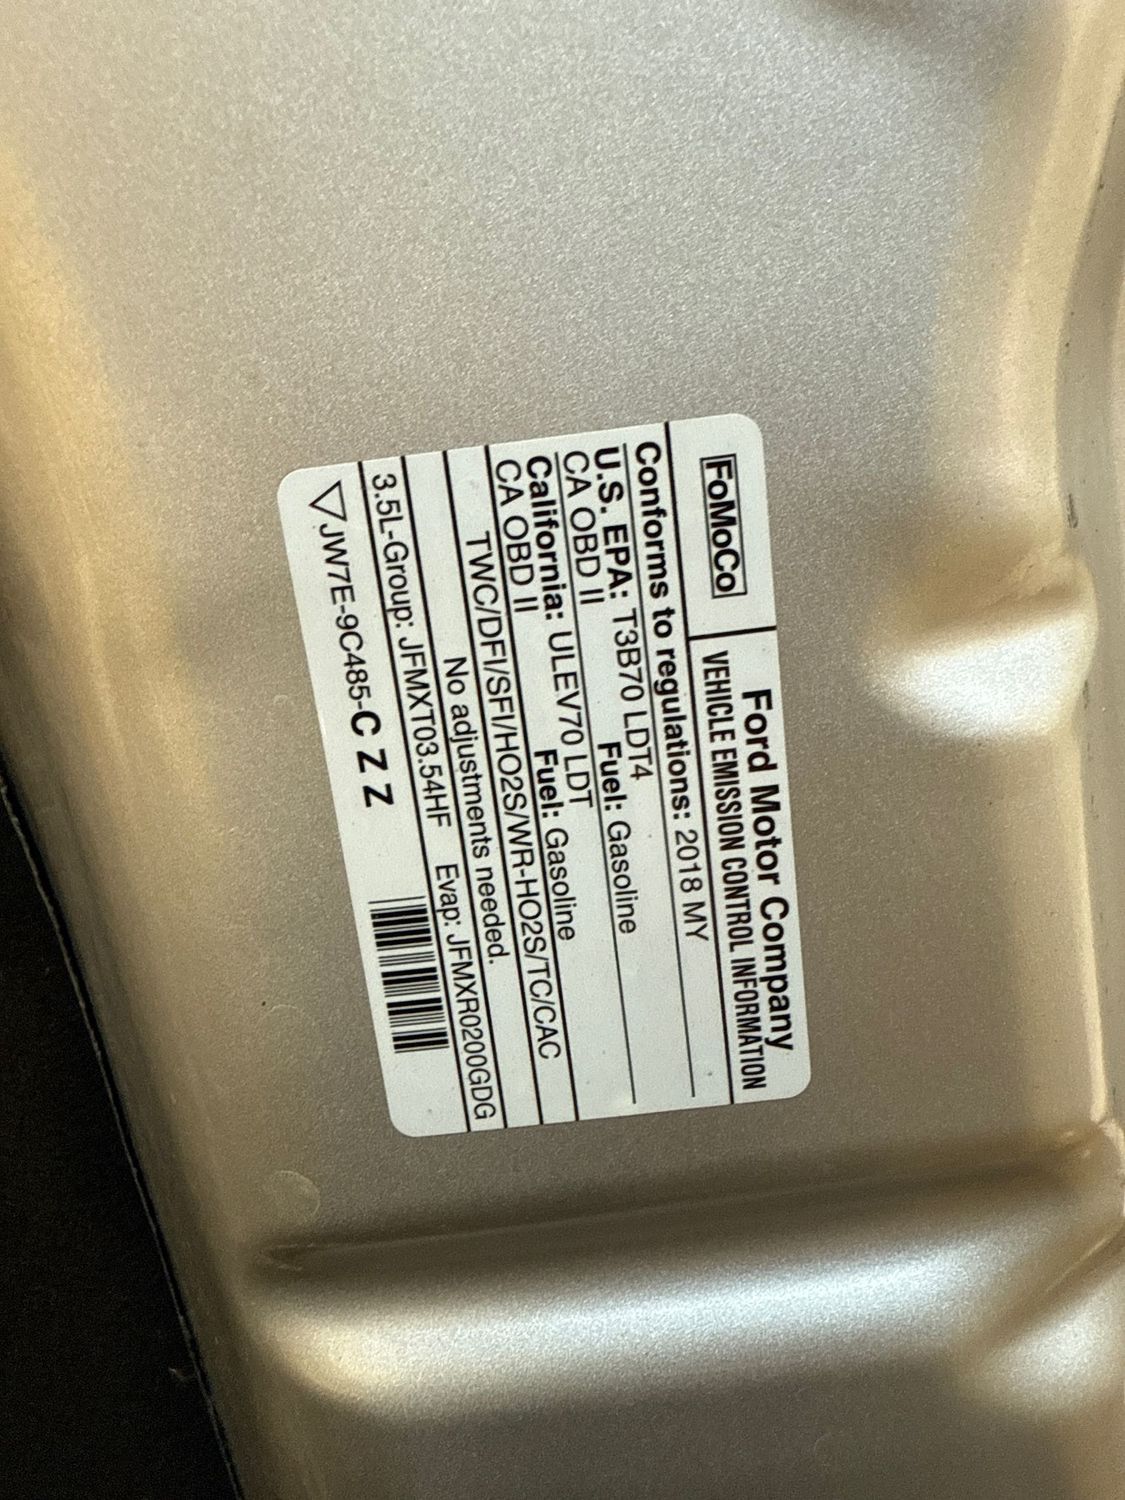 FoMoCo
Ford Motor Company
VEHICLE EMISSION CONTROL INFORMATION
Conforms to regulations: 2018 MY
U.S. EPA: T3B70 LDT4 Fuel: Gasoline
CA OBD II
California: ULEV70 LDT Fuel: Gasoline
CA OBD II
TWC/DFI/SFI/HO2S/WR-HO2S/TC/CAC
No adjustments needed.
3.5L-Group: JFMXT03.54HF Evap: JFMXR0200GDG
JW7E-9C485-C Z Z